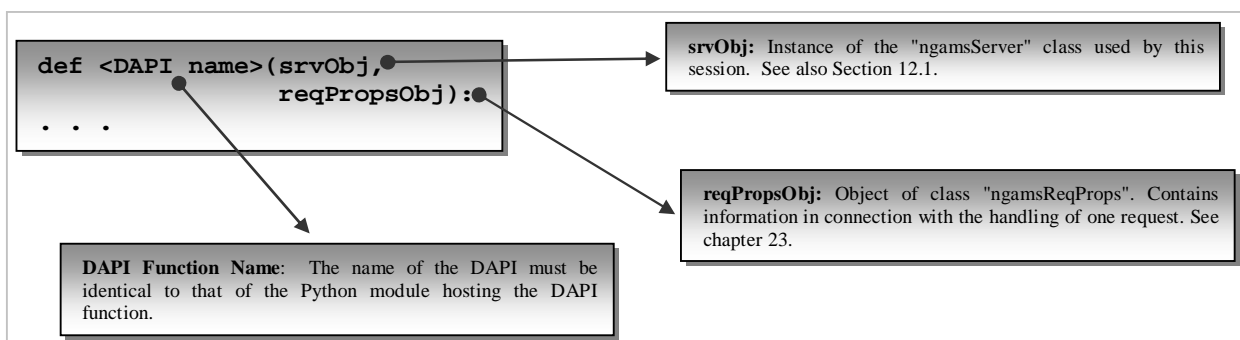 def <DAPI name>(srvObj,
reqPropsObj):
. . .
srvObj: Instance of the "ngamsServer" class used by this
session. See also Section 12.1.
reqPropsObj: Object of class "ngamsReqProps". Contains
information in connection with the handling of one request. See
chapter 23.
DAPI Function Name: The name of the DAPI must be
identical to that of the Python module hosting the DAPI
function.